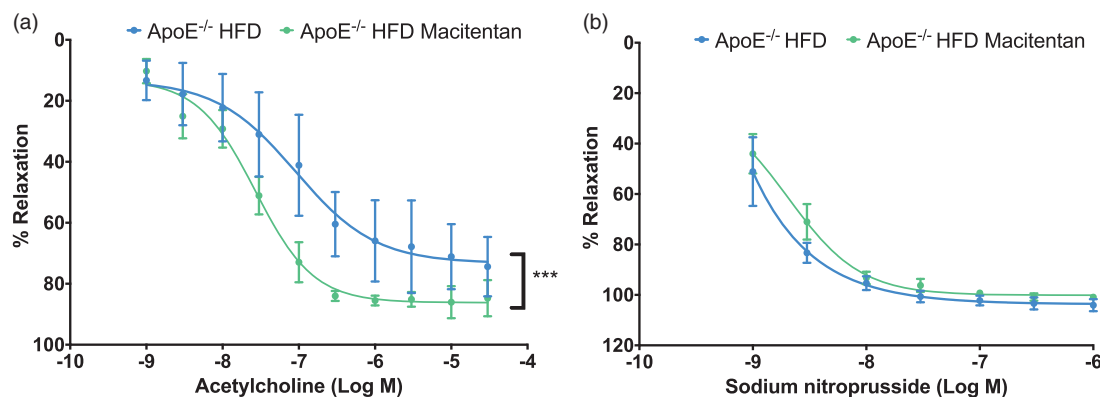 (a)
ApoE-/- HFD
ApoE-/- HFD Macitentan
% Relaxation
0
20
40
60
80
100
***
-10
-9
-8
-7
-6
-5
-4
Acetylcholine (Log M)
(b)
ApoE-/- HFD
ApoE-/- HFD Macitentan
% Relaxation
0
20
40
60
80
100
120
-10
-9
-8
-7
-6
Sodium nitroprusside (Log M)